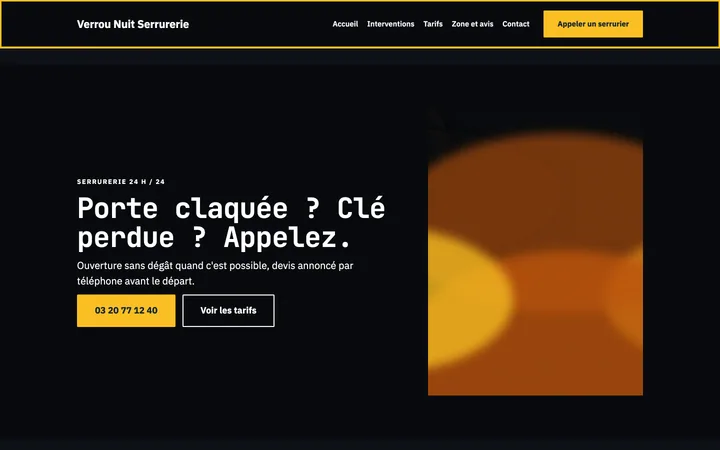 Verrou Nuit Serrurerie
Accueil Interventions Tarifs Zone et avis Contact Appeler un serrurier
SERRURERIE 24 H / 24
Porte claquée ? Clé
perdue ? Appelez.
Ouverture sans dégât quand c'est possible, devis annoncé par
téléphone avant le départ.
03 20 77 12 40 Voir les tarifs